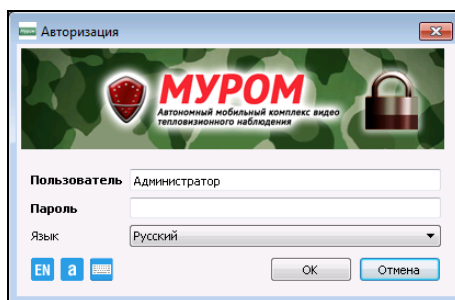 Авторизация
МУРОМ
Автономный мобильный комплекс видео
тепловизионного наблюдения
Пользователь Администратор
Пароль
Язык Русский
EN a OK Отмена